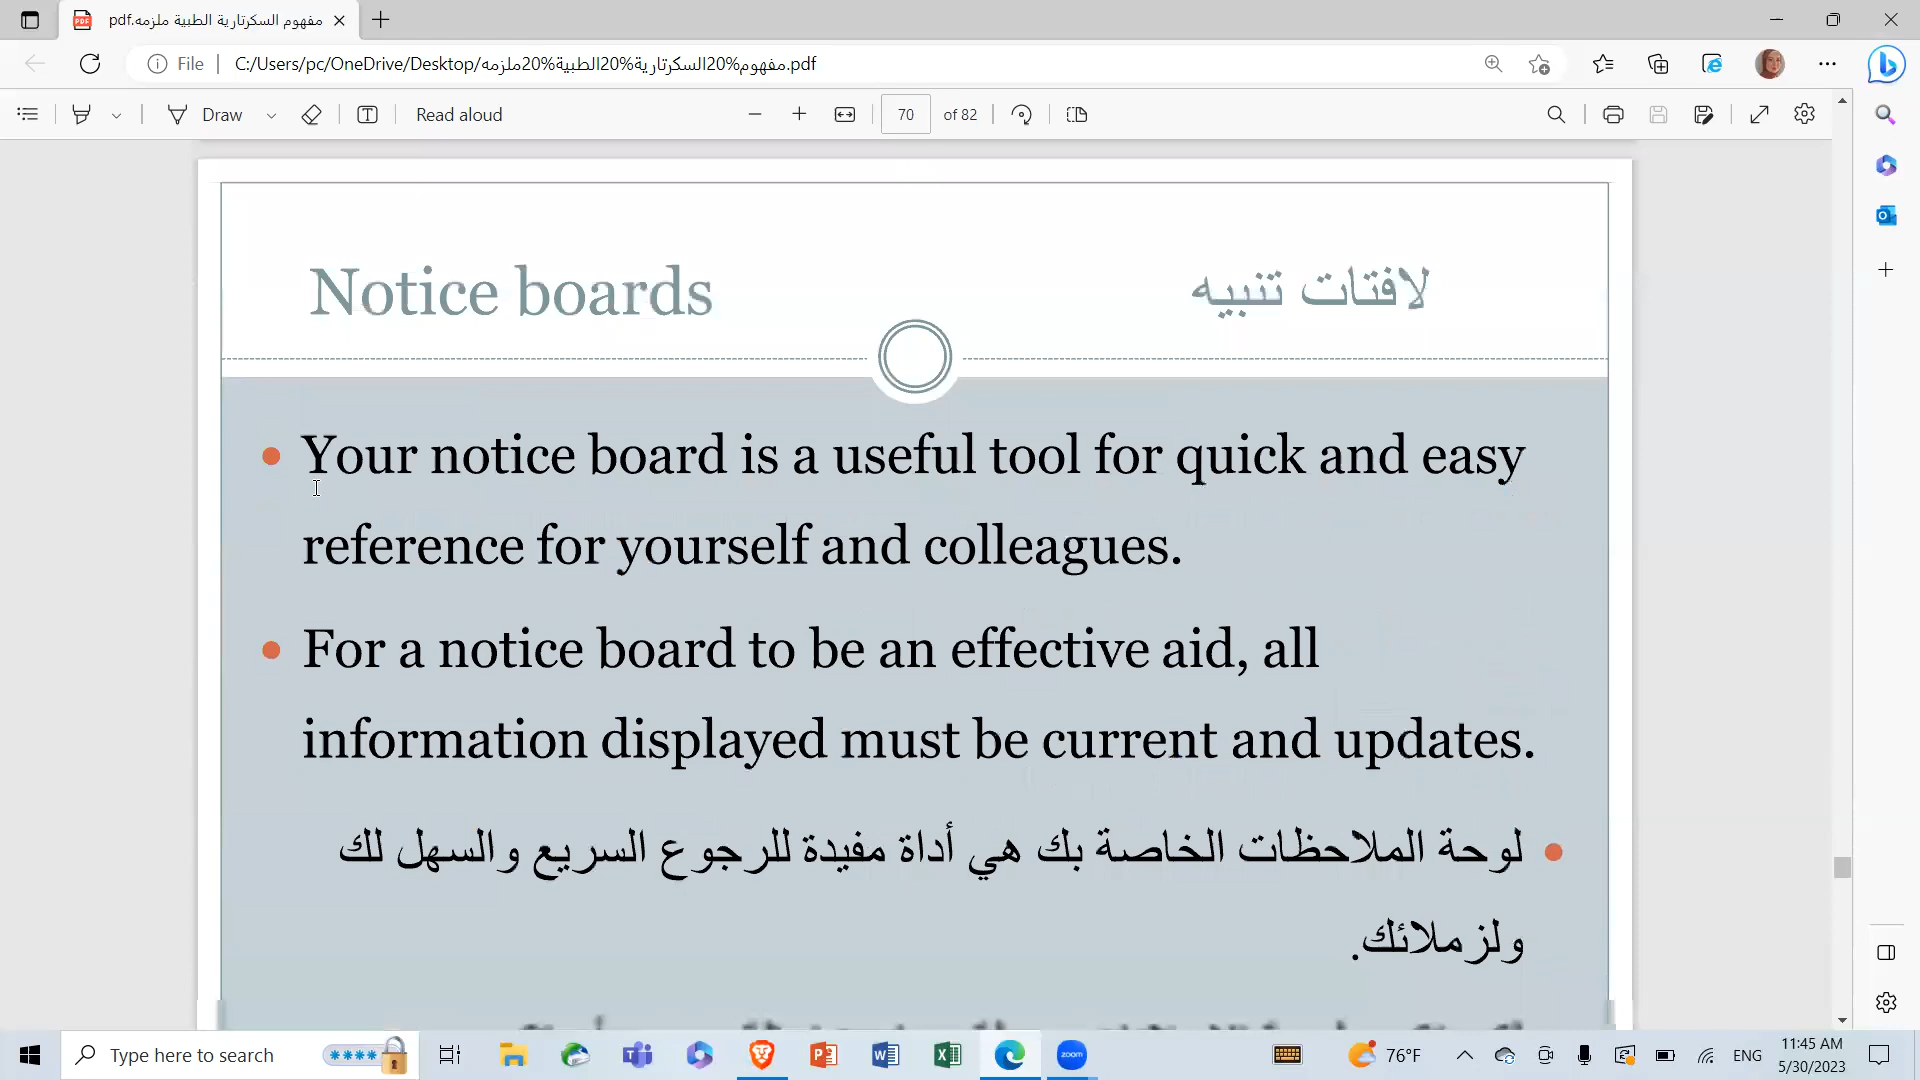 مفهوم السكرتارية الطبية ملزمه.pdf
File
C:/Users/pc/OneDrive/Desktop/مفهوم%20السكرتارية%20الطبية%20ملزمه.pdf
Draw
Read aloud
70 of 82
Notice boards
لافتات تنبيه
Your notice board is a useful tool for quick and easy
reference for yourself and colleagues.
For a notice board to be an effective aid, all
information displayed must be current and updates.
لوحة الملاحظات الخاصة بك هي أداة مفيدة للرجوع السريع والسهل لك
ولزملائك.
Type here to search
zoom
76°F
ENG
11:45 AM
5/30/2023